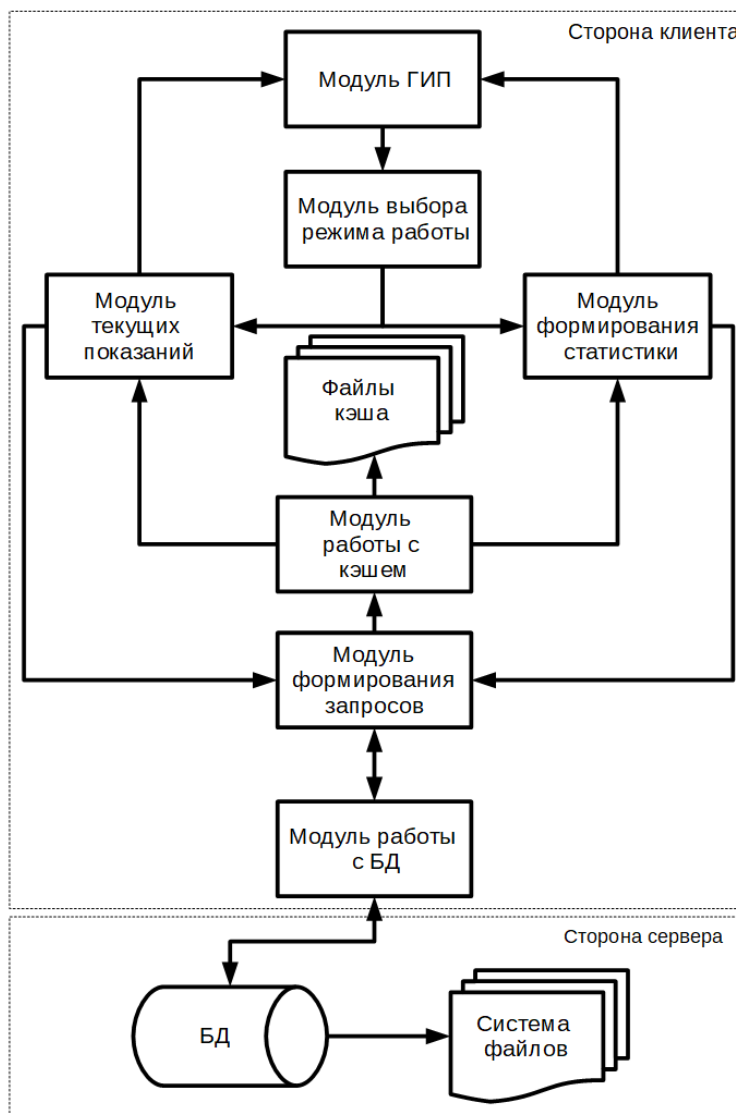 Сторона клиента
Модуль ГИП
Модуль выбора
режима работы
Модуль
текущих
показаний
Модуль
формирования
статистики
Файлы
кэша
Модуль
работы с
кэшем
Модуль
формирования
запросов
Модуль работы
с БД
Сторона сервера
БД
Система
файлов